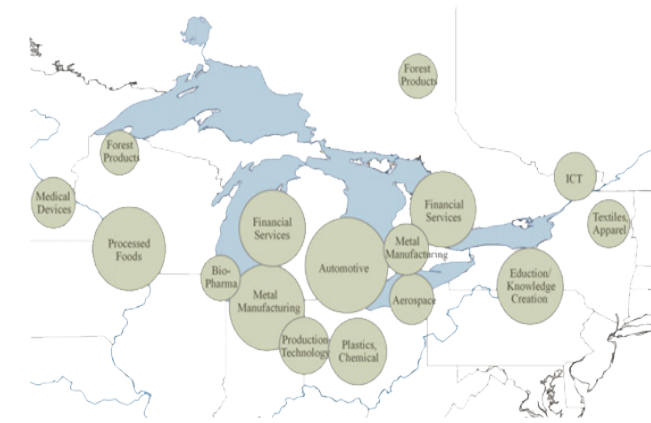 Forest
Products
Forest
Products
ICT
Medical
Devices
Financial
Services
Textiles,
Apparel
Financial
Services
Processed
Foods
Metal
Manufacturing
Automotive
Bio-
Pharma
Eduction/
Knowledge
Creation
Metal
Manufacturing
Aerospace
Production
Technology
Plastics,
Chemical